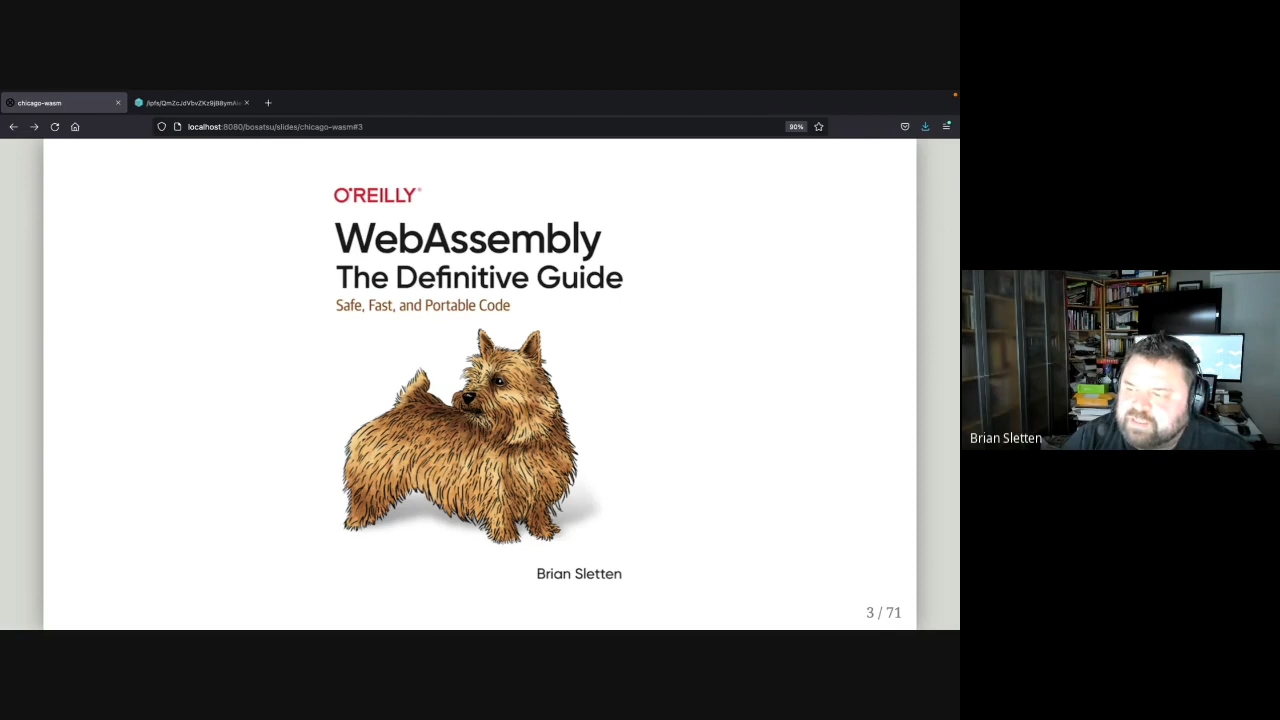 chicago-wasm
localhost:8080/bosatsu/slides/chicago-wasm#3
90%
O'REILLY®
WebAssembly
The Definitive Guide
Safe, Fast, and Portable Code
Brian Sletten
3 / 71
Brian Sletten